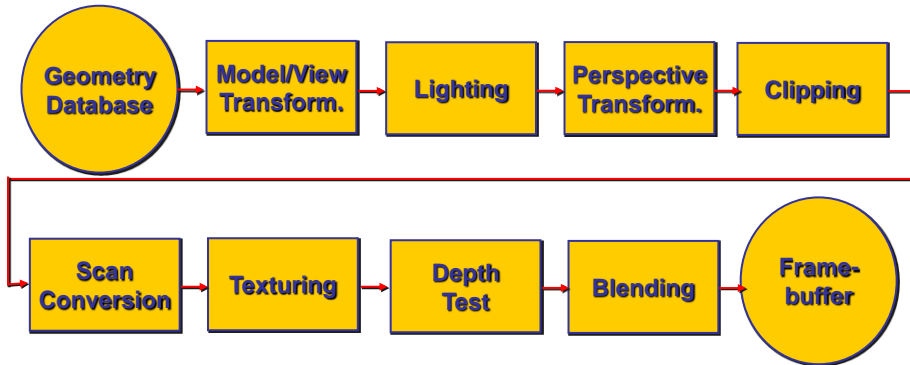 Geometry
Database
Model/View
Transform.
Lighting
Perspective
Transform.
Clipping
Scan
Conversion
Texturing
Depth
Test
Blending
Frame-
buffer